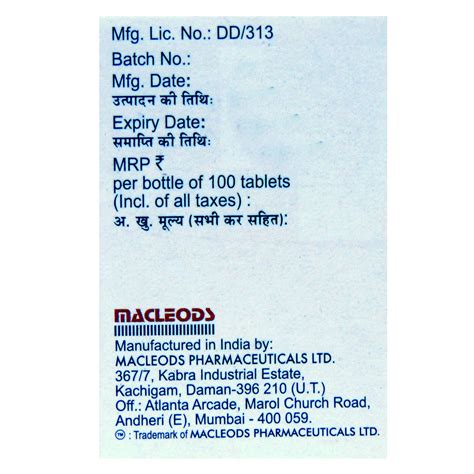 Mfg. Lic. No.: DD/313
Batch No.:
Mfg. Date:
उत्पादन की तिथि:
Expiry Date:
समाप्ति की तिथि:
MRP ₹
per bottle of 100 tablets
(Incl. of all taxes) :
अ. खु. मूल्य (सभी कर सहित):
MACLEODS
Manufactured in India by:
MACLEODS PHARMACEUTICALS LTD.
367/7, Kabra Industrial Estate,
Kachigam, Daman-396 210 (U.T.)
Off.: Atlanta Arcade, Marol Church Road,
Andheri (E), Mumbai - 400 059.
™ : Trademark of MACLEODS PHARMACEUTICALS LTD.